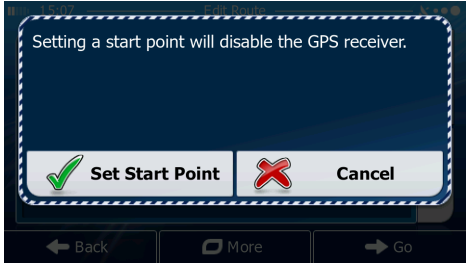 15:07
Edit Route
Setting a start point will disable the GPS receiver.
Set Start Point
Cancel
Back
More
Go